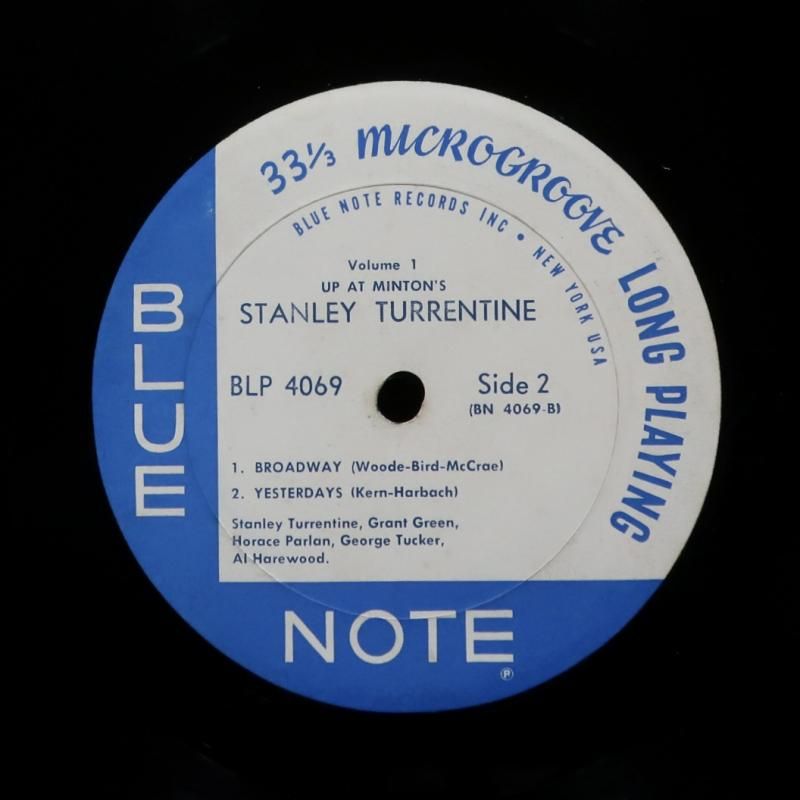 33⅓ MICROGROOVE LONG PLAYING
BLUE NOTE RECORDS INC • NEW YORK USA
Volume 1
UP AT MINTON'S
STANLEY TURRENTINE
BLP 4069 Side 2
(BN 4069-B)
1. BROADWAY (Woode-Bird-McCrae)
2. YESTERDAYS (Kern-Harbach)
Stanley Turrentine, Grant Green,
Horace Parlan, George Tucker,
Al Harewood.
BLUE
NOTE
®